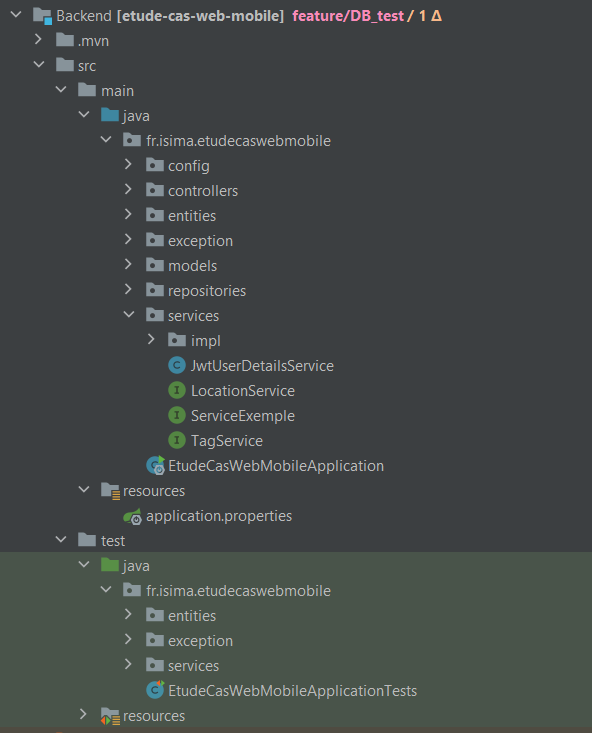 Backend [etude-cas-web-mobile] feature/DB_test / 1 Δ
.mvn
src
main
java
fr.isima.etudecaswebmobile
config
controllers
entities
exception
models
repositories
services
impl
C JwtUserDetailsService
I LocationService
I ServiceExemple
I TagService
C EtudeCasWebMobileApplication
resources
application.properties
test
java
fr.isima.etudecaswebmobile
entities
exception
services
C EtudeCasWebMobileApplicationTests
resources